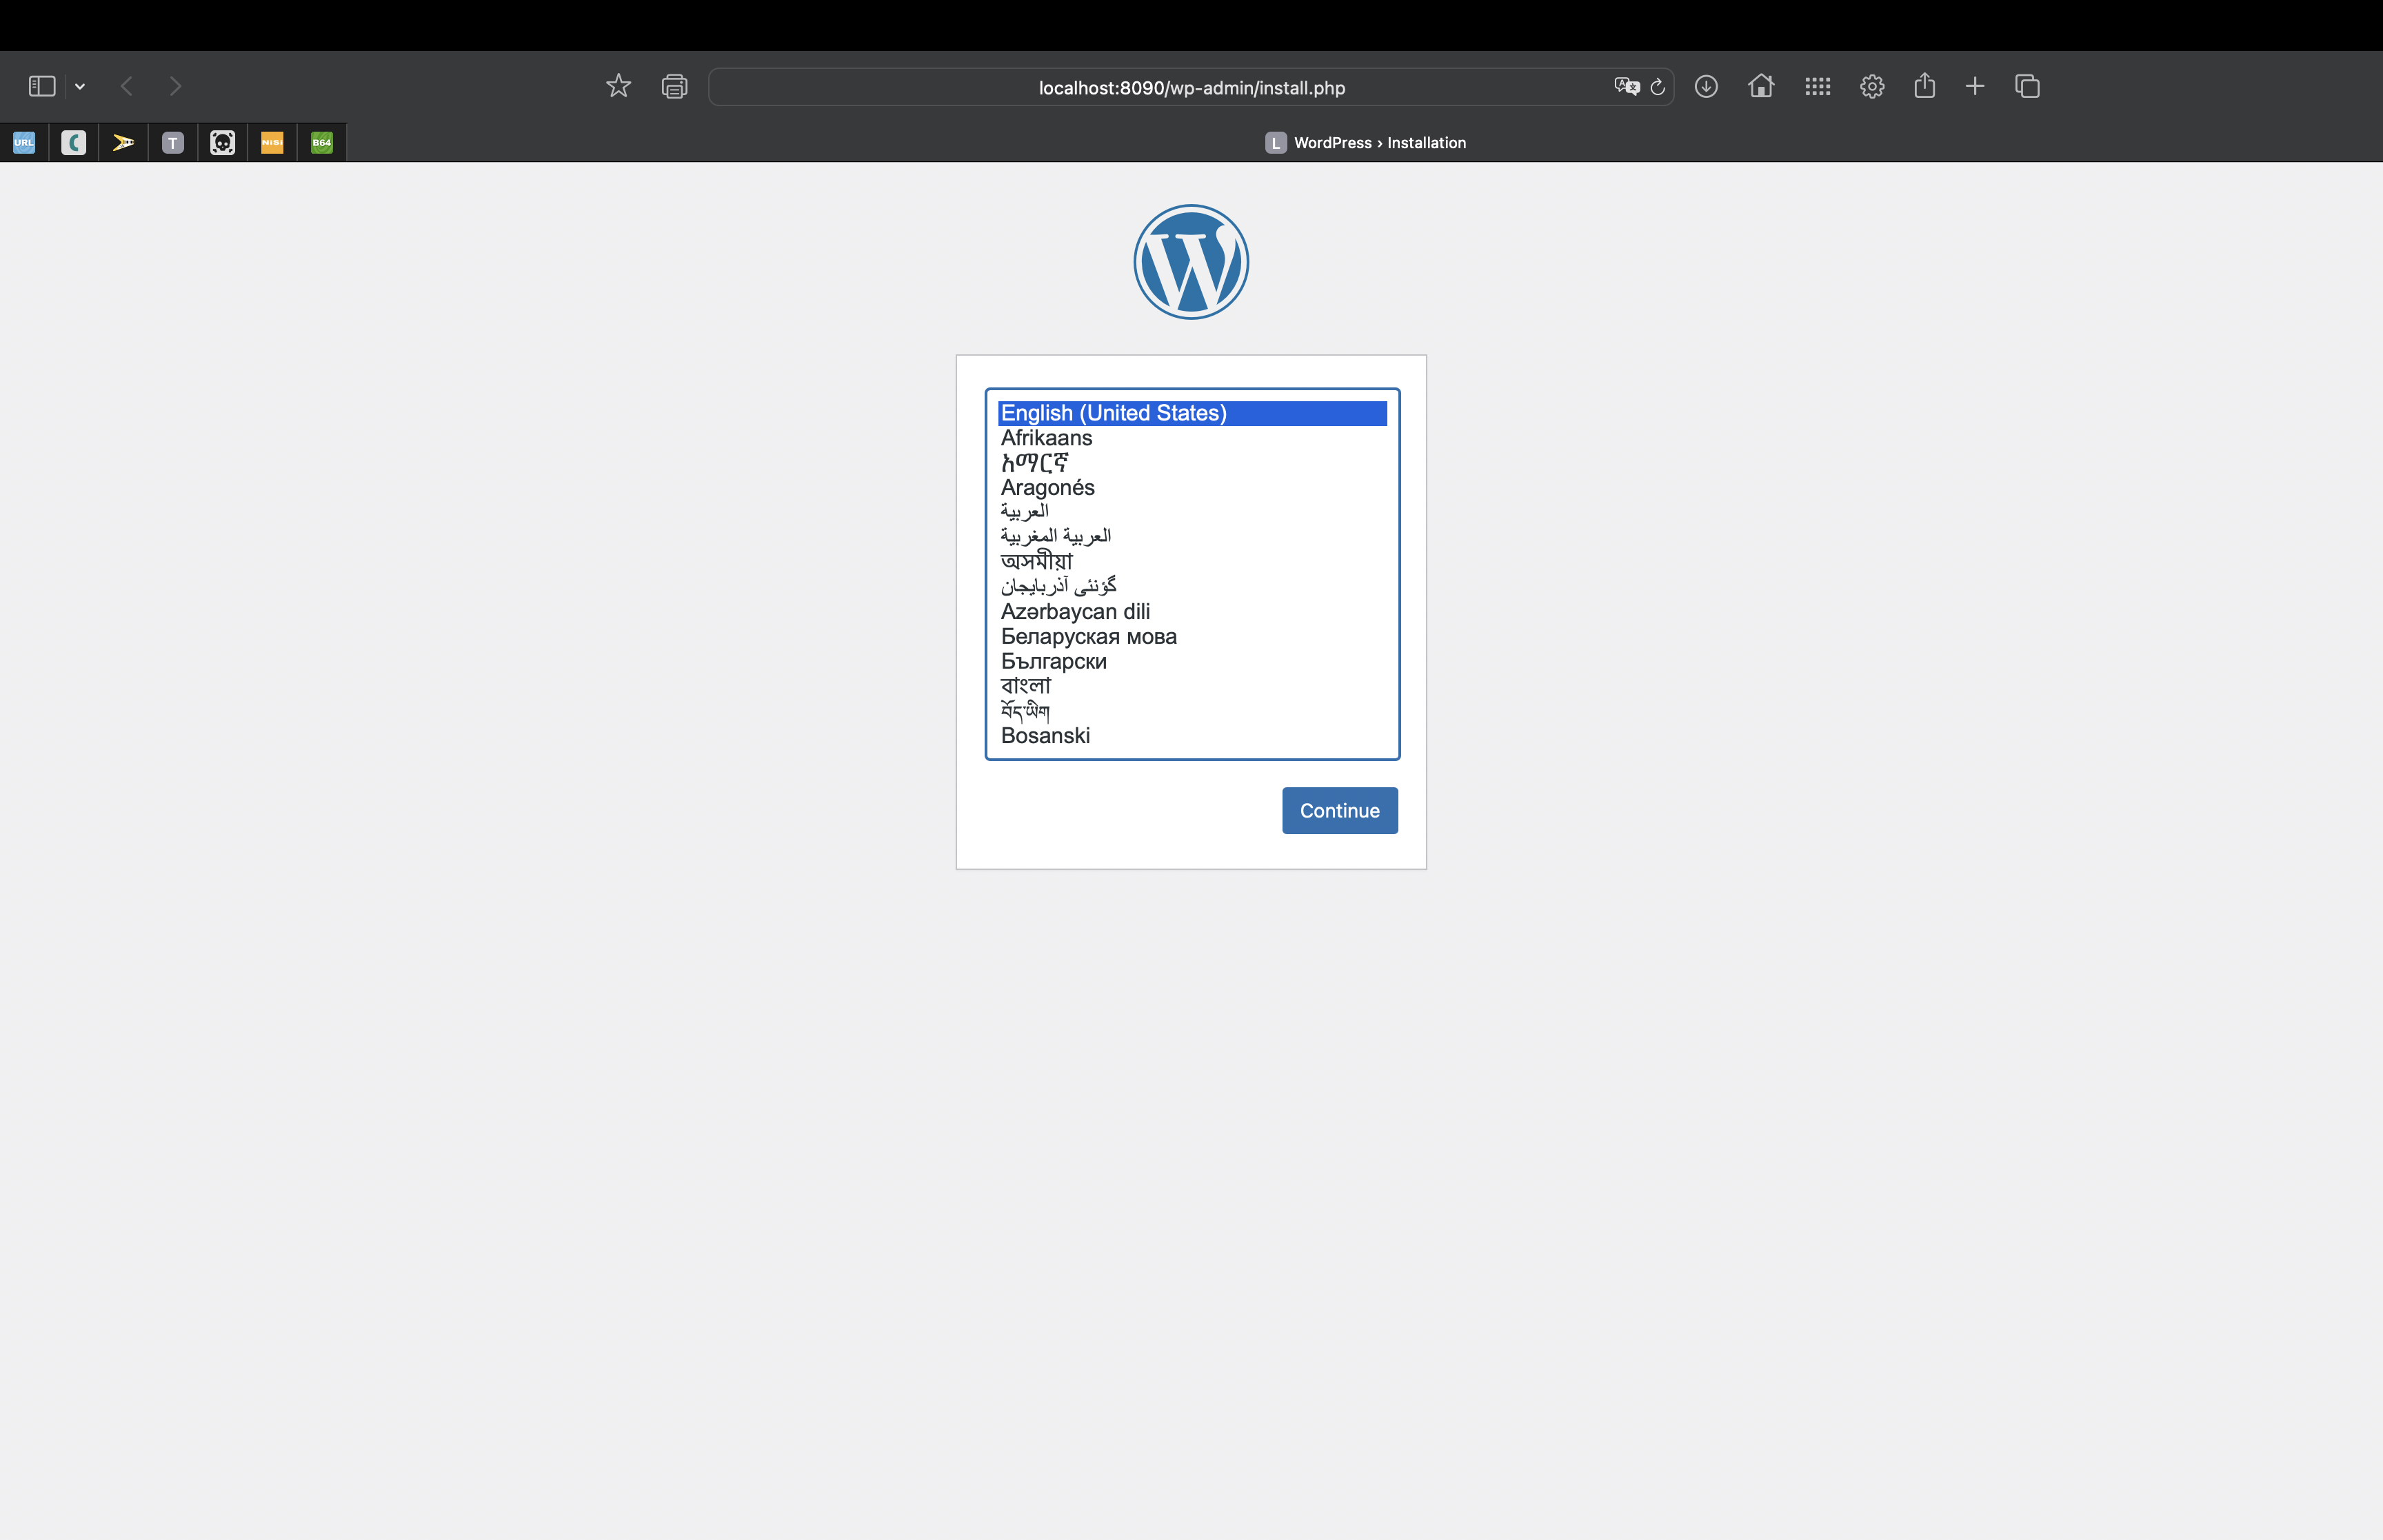 localhost:8090/wp-admin/install.php
URL
T
NISI
B64
L WordPress › Installation
English (United States)
Afrikaans
አማርኛ
Aragonés
العربية
العربية المغربية
অসমীয়া
گؤنئی آذربایجان
Azərbaycan dili
Беларуская мова
Български
বাংলা
བོད་ཡིག
Bosanski
Continue